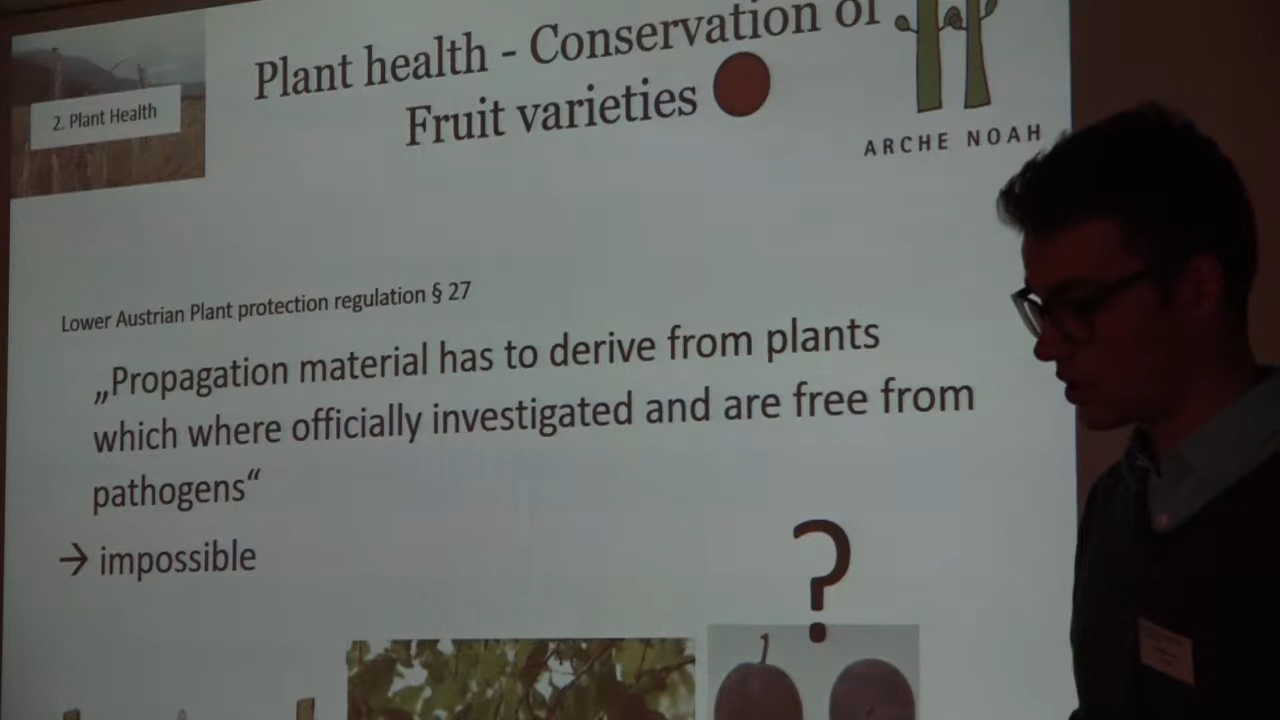 2. Plant Health
Plant health - Conservation of
Fruit varieties
ARCHE NOAH
Lower Austrian Plant protection regulation § 27
„Propagation material has to derive from plants
which where officially investigated and are free from
pathogens“
→ impossible
?